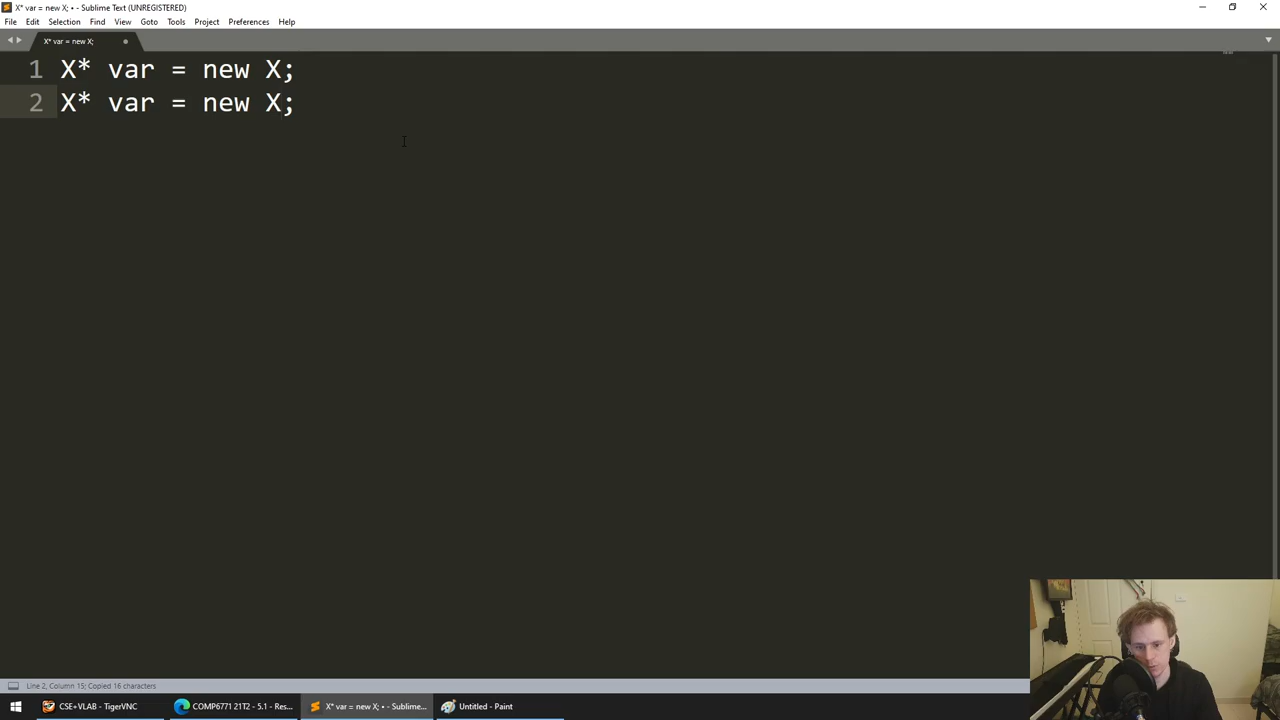 X* var = new X; • - Sublime Text (UNREGISTERED)
File Edit Selection Find View Goto Tools Project Preferences Help
X* var = new X;
1 X* var = new X;
2 X* var = new X;
Line 2, Column 15; Copied 16 characters
CSE+VLAB - TigerVNC
COMP6771 21T2 - 5.1 - Res...
X* var = new X; • - Sublime...
Untitled - Paint